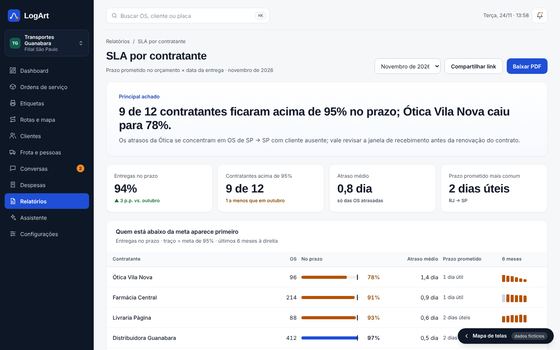 LogArt
Transportes
Guanabara
Filial São Paulo
TG
Dashboard
Ordens de serviço
Etiquetas
Rotas e mapa
Clientes
Frota e pessoas
Conversas 2
Despesas
Relatórios
Assistente
Configurações
Buscar OS, cliente ou placa
Terça, 24/11 · 13:58
Relatórios / SLA por contratante
SLA por contratante
Prazo prometido no orçamento × data da entrega · novembro de 2026
Novembro de 2026
Compartilhar link
Baixar PDF
Principal achado
9 de 12 contratantes ficaram acima de 95% no prazo; Ótica Vila Nova caiu
para 78%.
Os atrasos da Ótica se concentram em OS de SP → SP com cliente ausente; vale revisar a janela de recebimento antes da renovação do contrato.
Entregas no prazo
94%
▲ 3 p.p. vs. outubro
Contratantes acima de 95%
9 de 12
1 a menos que em outubro
Atraso médio
0,8 dia
só das OS atrasadas
Prazo prometido mais comum
2 dias úteis
RJ → SP
Quem está abaixo da meta aparece primeiro
Entregas no prazo · traço = meta de 95% · últimos 6 meses à direita
Contratante OS No prazo Atraso médio Prazo prometido 6 meses
Ótica Vila Nova 96 78% 1,4 dia 1 dia útil
Farmácia Central 214 91% 0,9 dia 1 dia útil
Livraria Página 88 93% 0,6 dia 2 dias úteis
Distribuidora Guanabara 412 97% 0,5 dia 2 dias
Mapa de telas dados fictícios